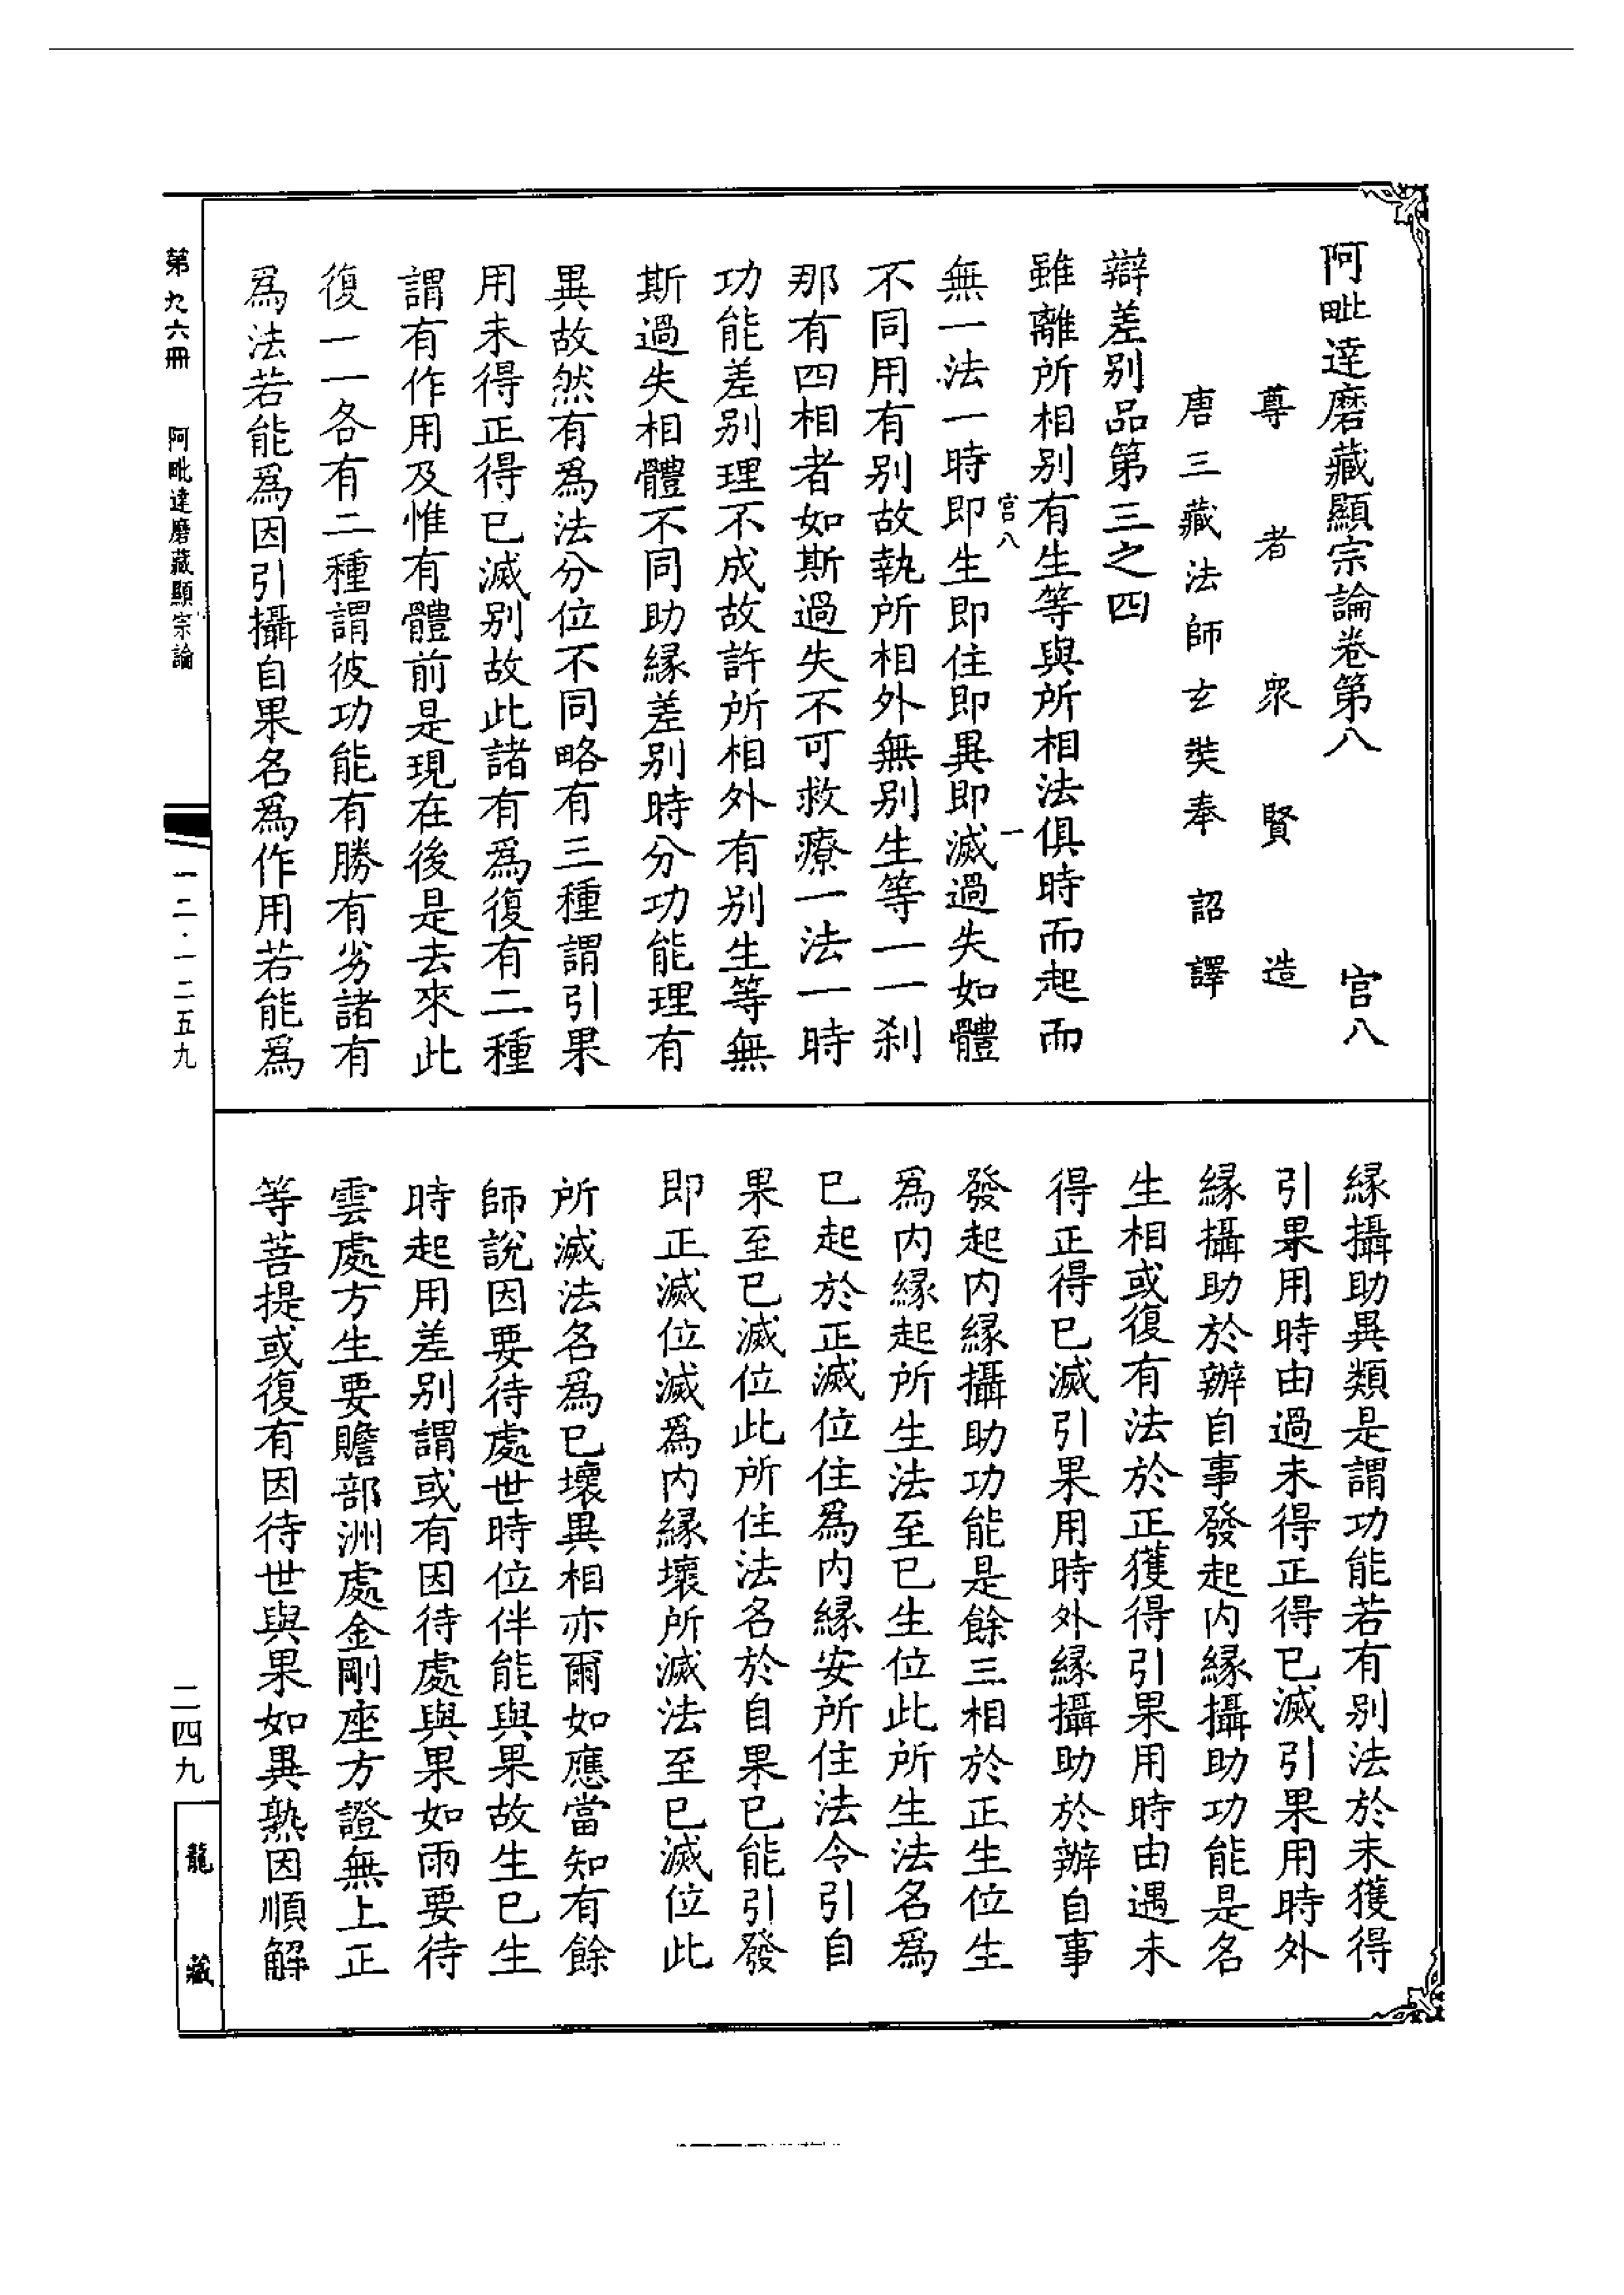 阿毗達磨藏顯宗論卷第八 官八
尊者眾賢造
唐三藏法師玄奘奉詔譯
辯差別品第三之四
雖離所相別有生等與所相法俱時而起而
無一法一時即生即住即異即滅過失如體
官八 一
不同用有別故執所相外無別生等一一剎
那有四相者如斯過失不可救療一法一時
功能差別理不成故許所相外有別生等無
斯過失相體不同助緣差別時分功能理有
異故然有為法分位不同略有三種謂引果
用未得正得已滅別故此諸有為復有二種
謂有作用及惟有體前是現在後是去來此
復一一各有二種謂彼功能有勝有劣諸有
為法若能為因引攝自果名為作用若能為
緣攝助異類是謂功能若有別法於未獲得
引果用時由過未得正得已滅引果用時外
緣攝助於辦自事發起內緣攝助功能是名
生相或復有法於正獲得引果用時由遇未
得正得已滅引果用時外緣攝助於辦自事
發起內緣攝助功能是餘三相於正生位生
為內緣起所生法至已生位此所生法名為
已起於正滅位住為內緣安所住法令引自
果至已滅位此所住法名於自果已能引發
即正滅位滅為內緣壞所滅法至已滅位此
所滅法名為已壞異相亦爾如應當知有餘
師說因要待處世時位伴能與果故生已生
時起用差別謂或有因待處與果如雨要待
雲處方生要贍部洲處金剛座方證無上正
等菩提或復有因待世與果如異熟因順解
第九六冊 阿毗達磨藏顯宗論
一二·一二五九
二四九
龍藏